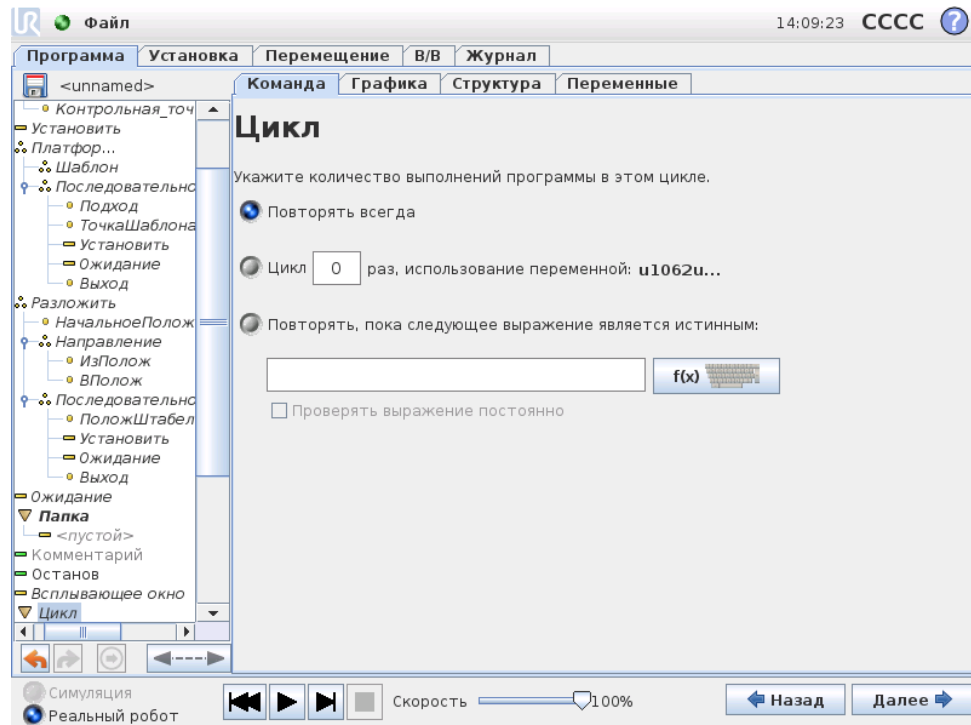 UR Файл 14:09:23 CCCC ?
Программа Установка Перемещение В/В Журнал
<unnamed>
Команда Графика Структура Переменные
Контрольная_точ
Установить
Платфор...
Шаблон
Последовательно
Подход
ТочкаШаблона
Установить
Ожидание
Выход
Разложить
НачальноеПолож
Направление
ИзПолож
ВПолож
Последовательно
ПоложШтабел
Установить
Ожидание
Выход
Ожидание
Папка
<пустой>
Комментарий
Останов
Всплывающее окно
Цикл
Цикл
Укажите количество выполнений программы в этом цикле.
Повторять всегда
Цикл 0 раз, использование переменной: u1062u...
Повторять, пока следующее выражение является истинным:
f(x)
Проверять выражение постоянно
Симуляция
Реальный робот
Скорость 100%
Назад Далее